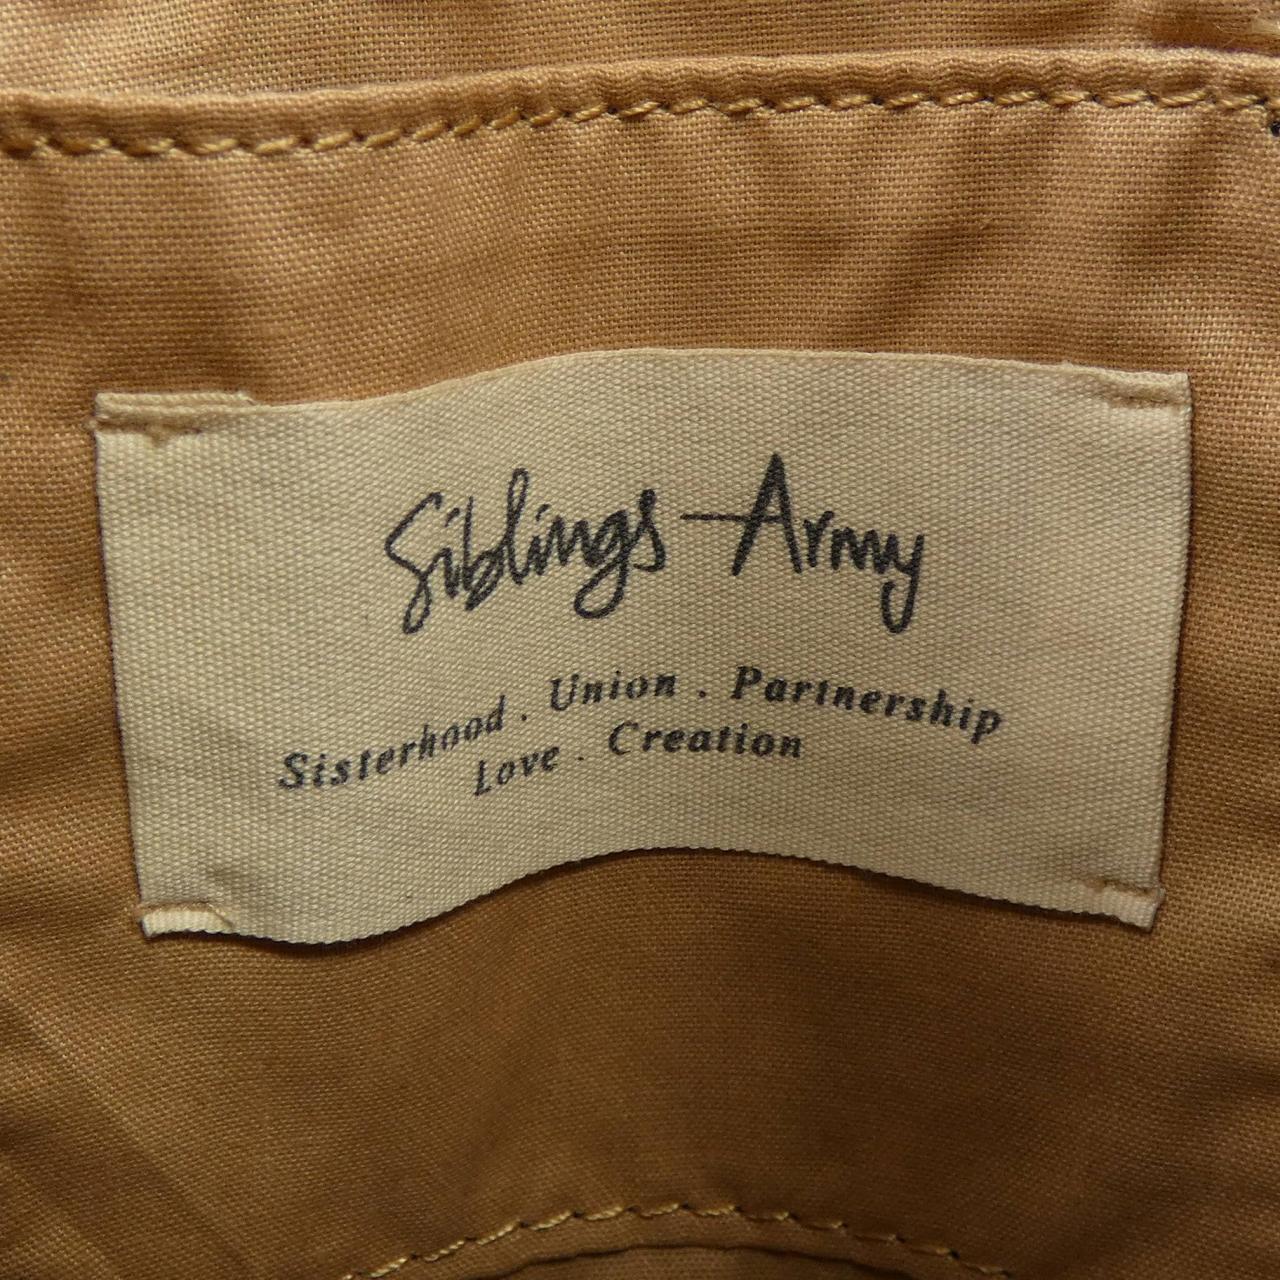 Siblings Army
Sisterhood . Union . Partnership
Love . Creation